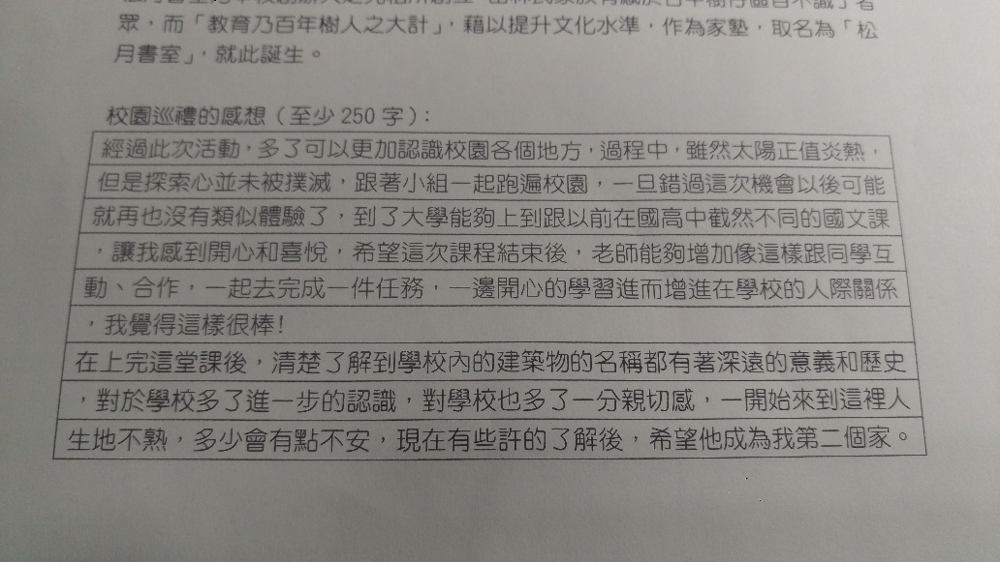 眾，而「教育乃百年樹人之大計」，藉以提升文化水準，作為家塾，取名為「松
月書室」，就此誕生。
校園巡禮的感想（至少 250 字）：
經過此次活動，多了可以更加認識校園各個地方，過程中，雖然太陽正值炎熱，
但是探索心並未被撲滅，跟著小組一起跑遍校園，一旦錯過這次機會以後可能
就再也沒有類似體驗了，到了大學能夠上到跟以前在國高中截然不同的國文課
，讓我感到開心和喜悅，希望這次課程結束後，老師能夠增加像這樣跟同學互
動、合作，一起去完成一件任務，一邊開心的學習進而增進在學校的人際關係
，我覺得這樣很棒!
在上完這堂課後，清楚了解到學校內的建築物的名稱都有著深遠的意義和歷史
，對於學校多了進一步的認識，對學校也多了一分親切感，一開始來到這裡人
生地不熟，多少會有點不安，現在有些許的了解後，希望他成為我第二個家。